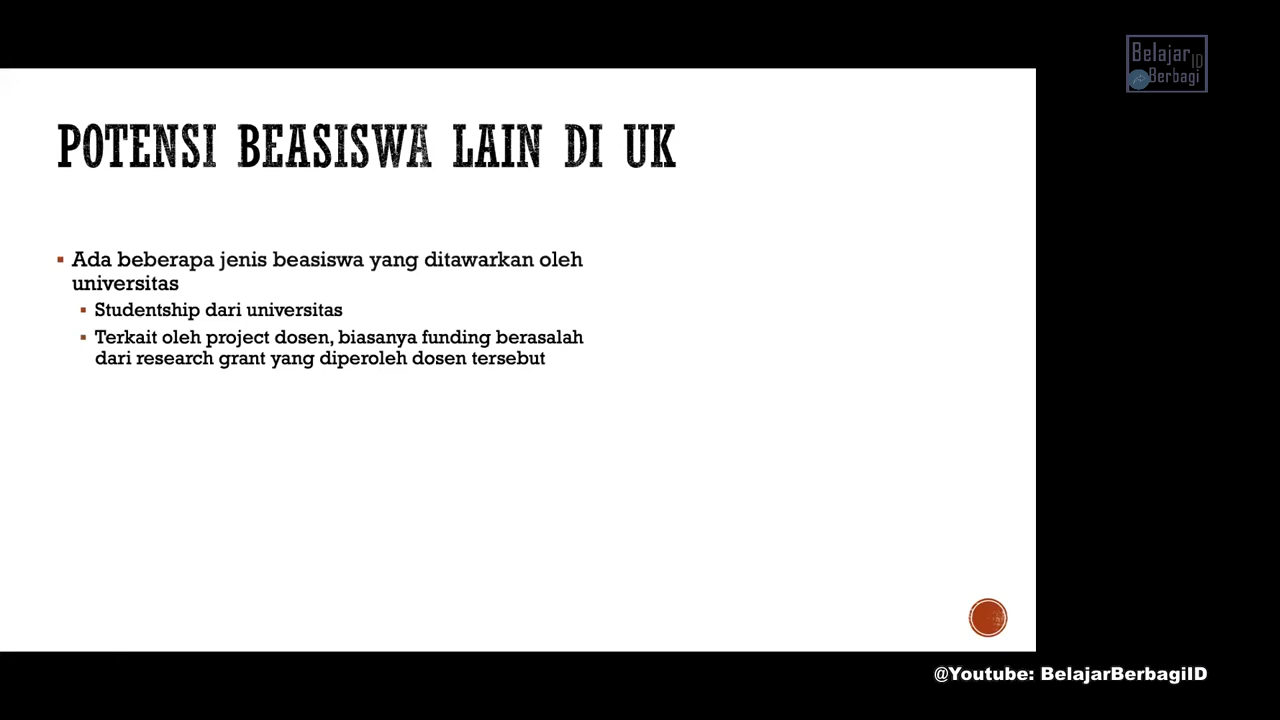 Belajar ID
Berbagi
POTENSI BEASISWA LAIN DI UK
Ada beberapa jenis beasiswa yang ditawarkan oleh
universitas
Studentship dari universitas
Terkait oleh project dosen, biasanya funding berasalah
dari research grant yang diperoleh dosen tersebut
@Youtube: BelajarBerbagiID